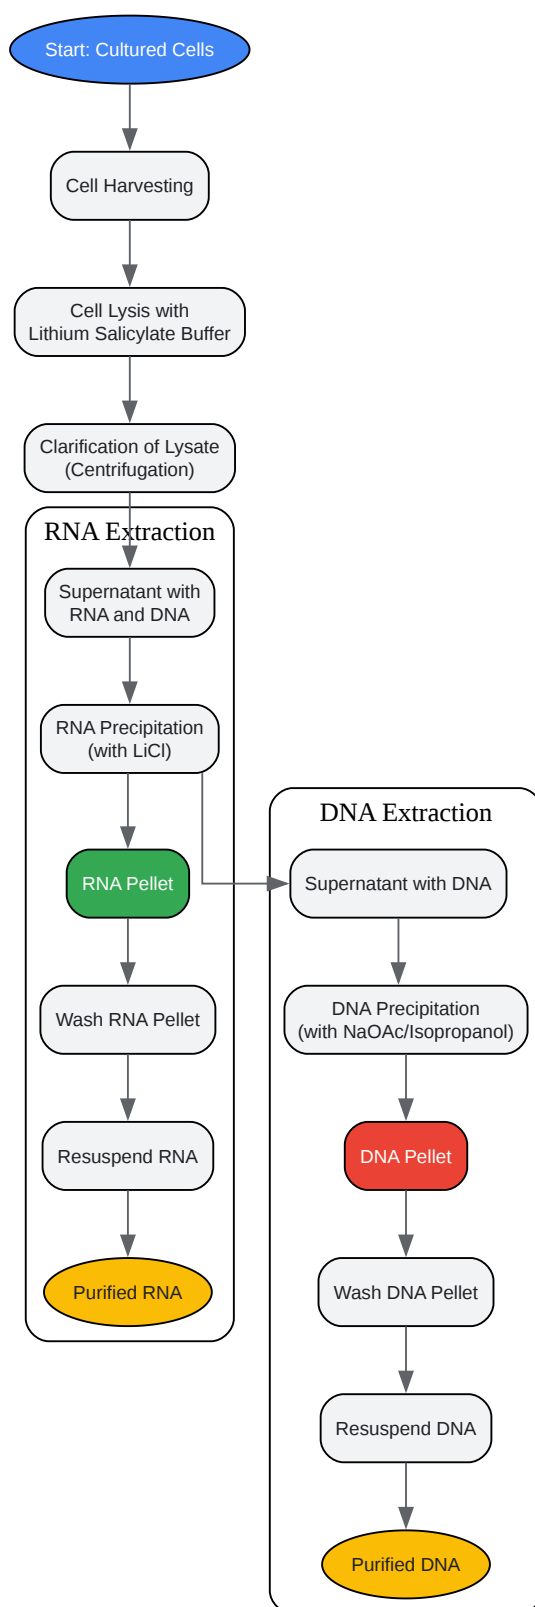 Start: Cultured Cells
Cell Harvesting
Cell Lysis with
Lithium Salicylate Buffer
Clarification of Lysate
(Centrifugation)
RNA Extraction
Supernatant with
RNA and DNA
RNA Precipitation
(with LiCl)
RNA Pellet
Wash RNA Pellet
Resuspend RNA
Purified RNA
DNA Extraction
Supernatant with DNA
DNA Precipitation
(with NaOAc/Isopropanol)
DNA Pellet
Wash DNA Pellet
Resuspend DNA
Purified DNA